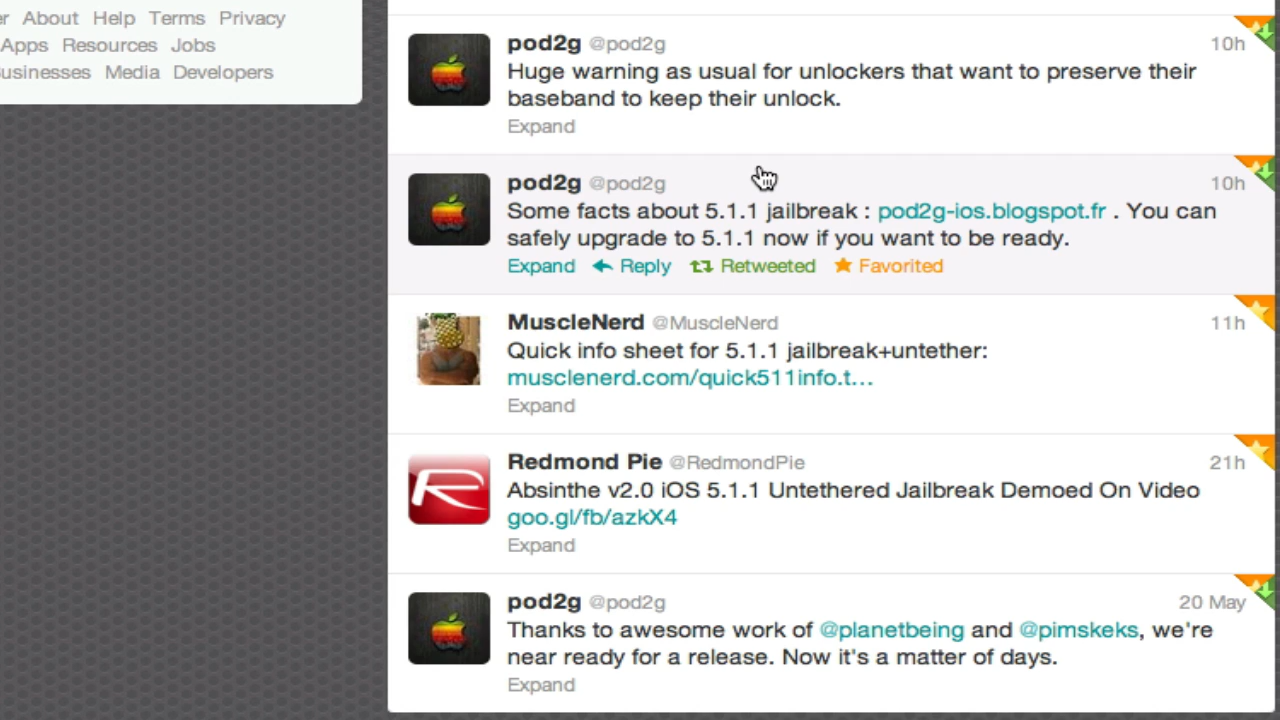 About Help Terms Privacy
Apps Resources Jobs
Media Developers
pod2g @pod2g 10h
Huge warning as usual for unlockers that want to preserve their
baseband to keep their unlock.
Expand
pod2g @pod2g 10h
Some facts about 5.1.1 jailbreak : pod2g-ios.blogspot.fr . You can
safely upgrade to 5.1.1 now if you want to be ready.
Expand Reply Retweeted Favorited
MuscleNerd @MuscleNerd 11h
Quick info sheet for 5.1.1 jailbreak+untether:
musclenerd.com/quick511info.t...
Expand
Redmond Pie @RedmondPie 21h
Absinthe v2.0 iOS 5.1.1 Untethered Jailbreak Demoed On Video
goo.gl/fb/azkX4
Expand
pod2g @pod2g 20 May
Thanks to awesome work of @planetbeing and @pimskeks, we're
near ready for a release. Now it's a matter of days.
Expand